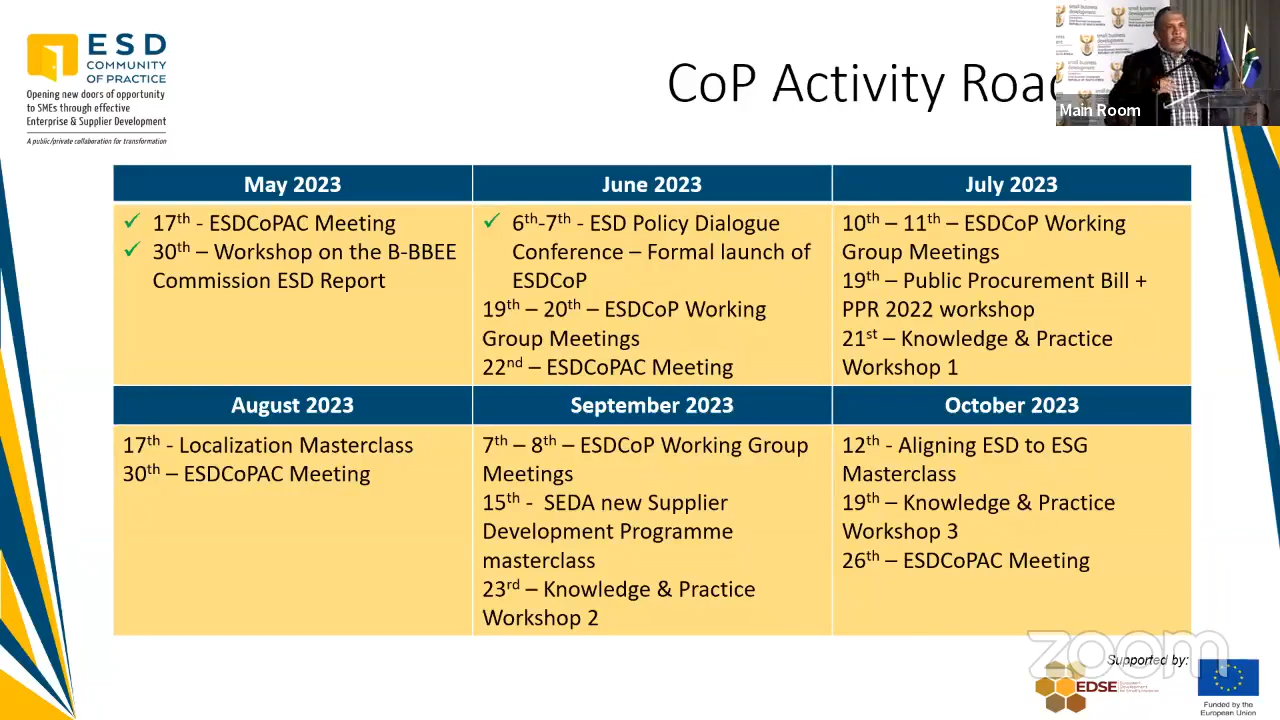 ESD
COMMUNITY
OF PRACTICE
Opening new doors of opportunity
to SMEs through effective
Enterprise & Supplier Development
A public/private collaboration for transformation
CoP Activity Road
small business
development
REPUBLIC OF SOUTH AFRICA
Main Room
May 2023
✓ 17th - ESDCoPAC Meeting
✓ 30th – Workshop on the B-BBEE
Commission ESD Report
June 2023
✓ 6th-7th - ESD Policy Dialogue
Conference – Formal launch of
ESDCoP
19th – 20th – ESDCoP Working
Group Meetings
22nd – ESDCoPAC Meeting
July 2023
10th – 11th – ESDCoP Working
Group Meetings
19th – Public Procurement Bill +
PPR 2022 workshop
21st – Knowledge & Practice
Workshop 1
August 2023
17th - Localization Masterclass
30th – ESDCoPAC Meeting
September 2023
7th – 8th – ESDCoP Working Group
Meetings
15th - SEDA new Supplier
Development Programme
masterclass
23rd – Knowledge & Practice
Workshop 2
October 2023
12th - Aligning ESD to ESG
Masterclass
19th – Knowledge & Practice
Workshop 3
26th – ESDCoPAC Meeting
zoom
Supported by:
EDSE
Funded by the
European Union